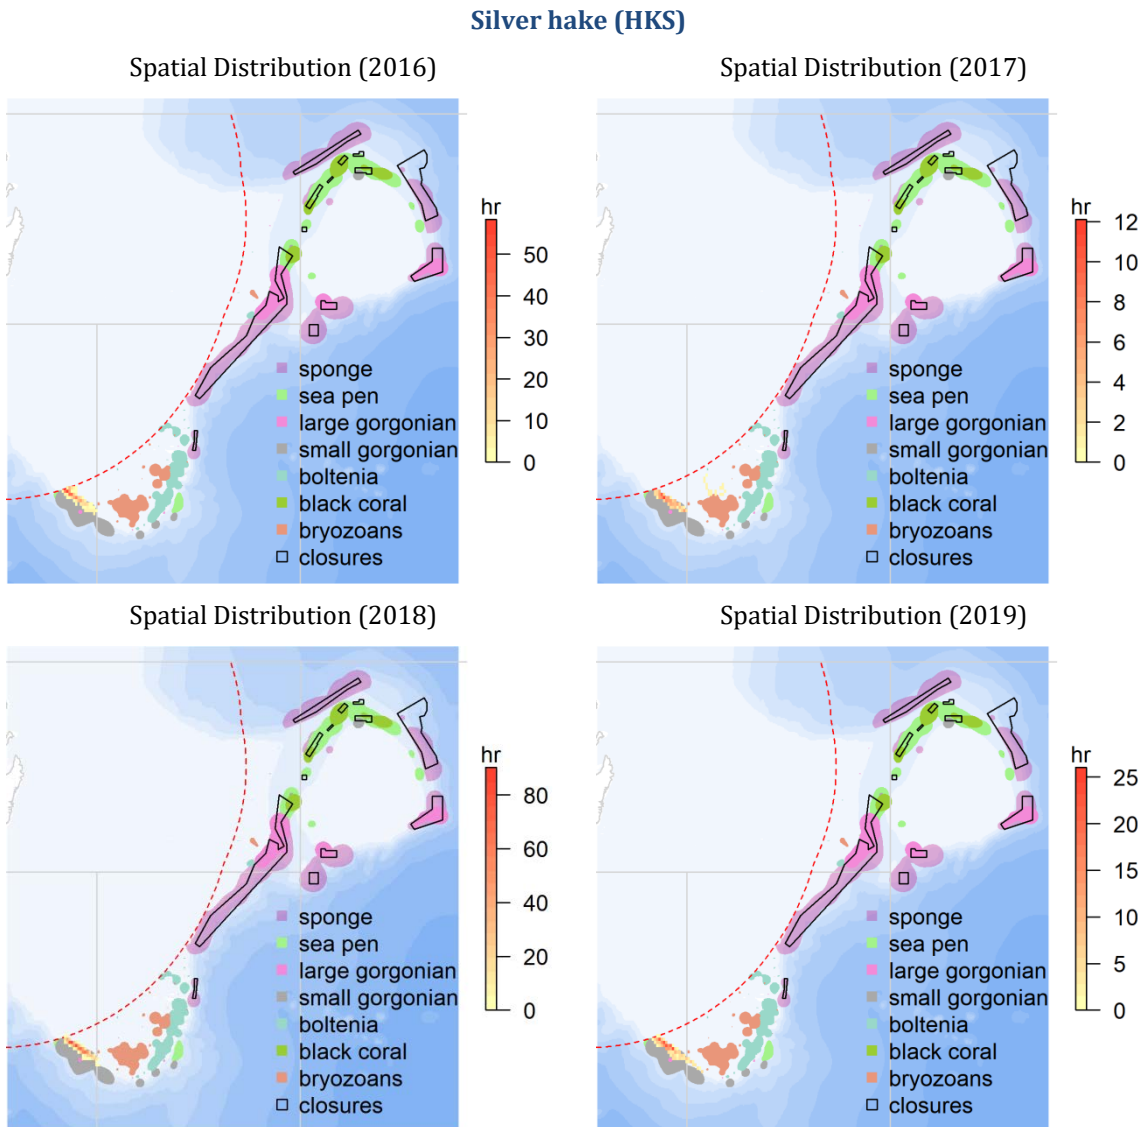 Silver hake (HKS)
Spatial Distribution (2016)
hr
50
40
30
20
10
0
sponge
sea pen
large gorgonian
small gorgonian
boltenia
black coral
bryozoans
closures
Spatial Distribution (2017)
hr
12
10
8
6
4
2
0
sponge
sea pen
large gorgonian
small gorgonian
boltenia
black coral
bryozoans
closures
Spatial Distribution (2018)
hr
80
60
40
20
0
sponge
sea pen
large gorgonian
small gorgonian
boltenia
black coral
bryozoans
closures
Spatial Distribution (2019)
hr
25
20
15
10
5
0
sponge
sea pen
large gorgonian
small gorgonian
boltenia
black coral
bryozoans
closures